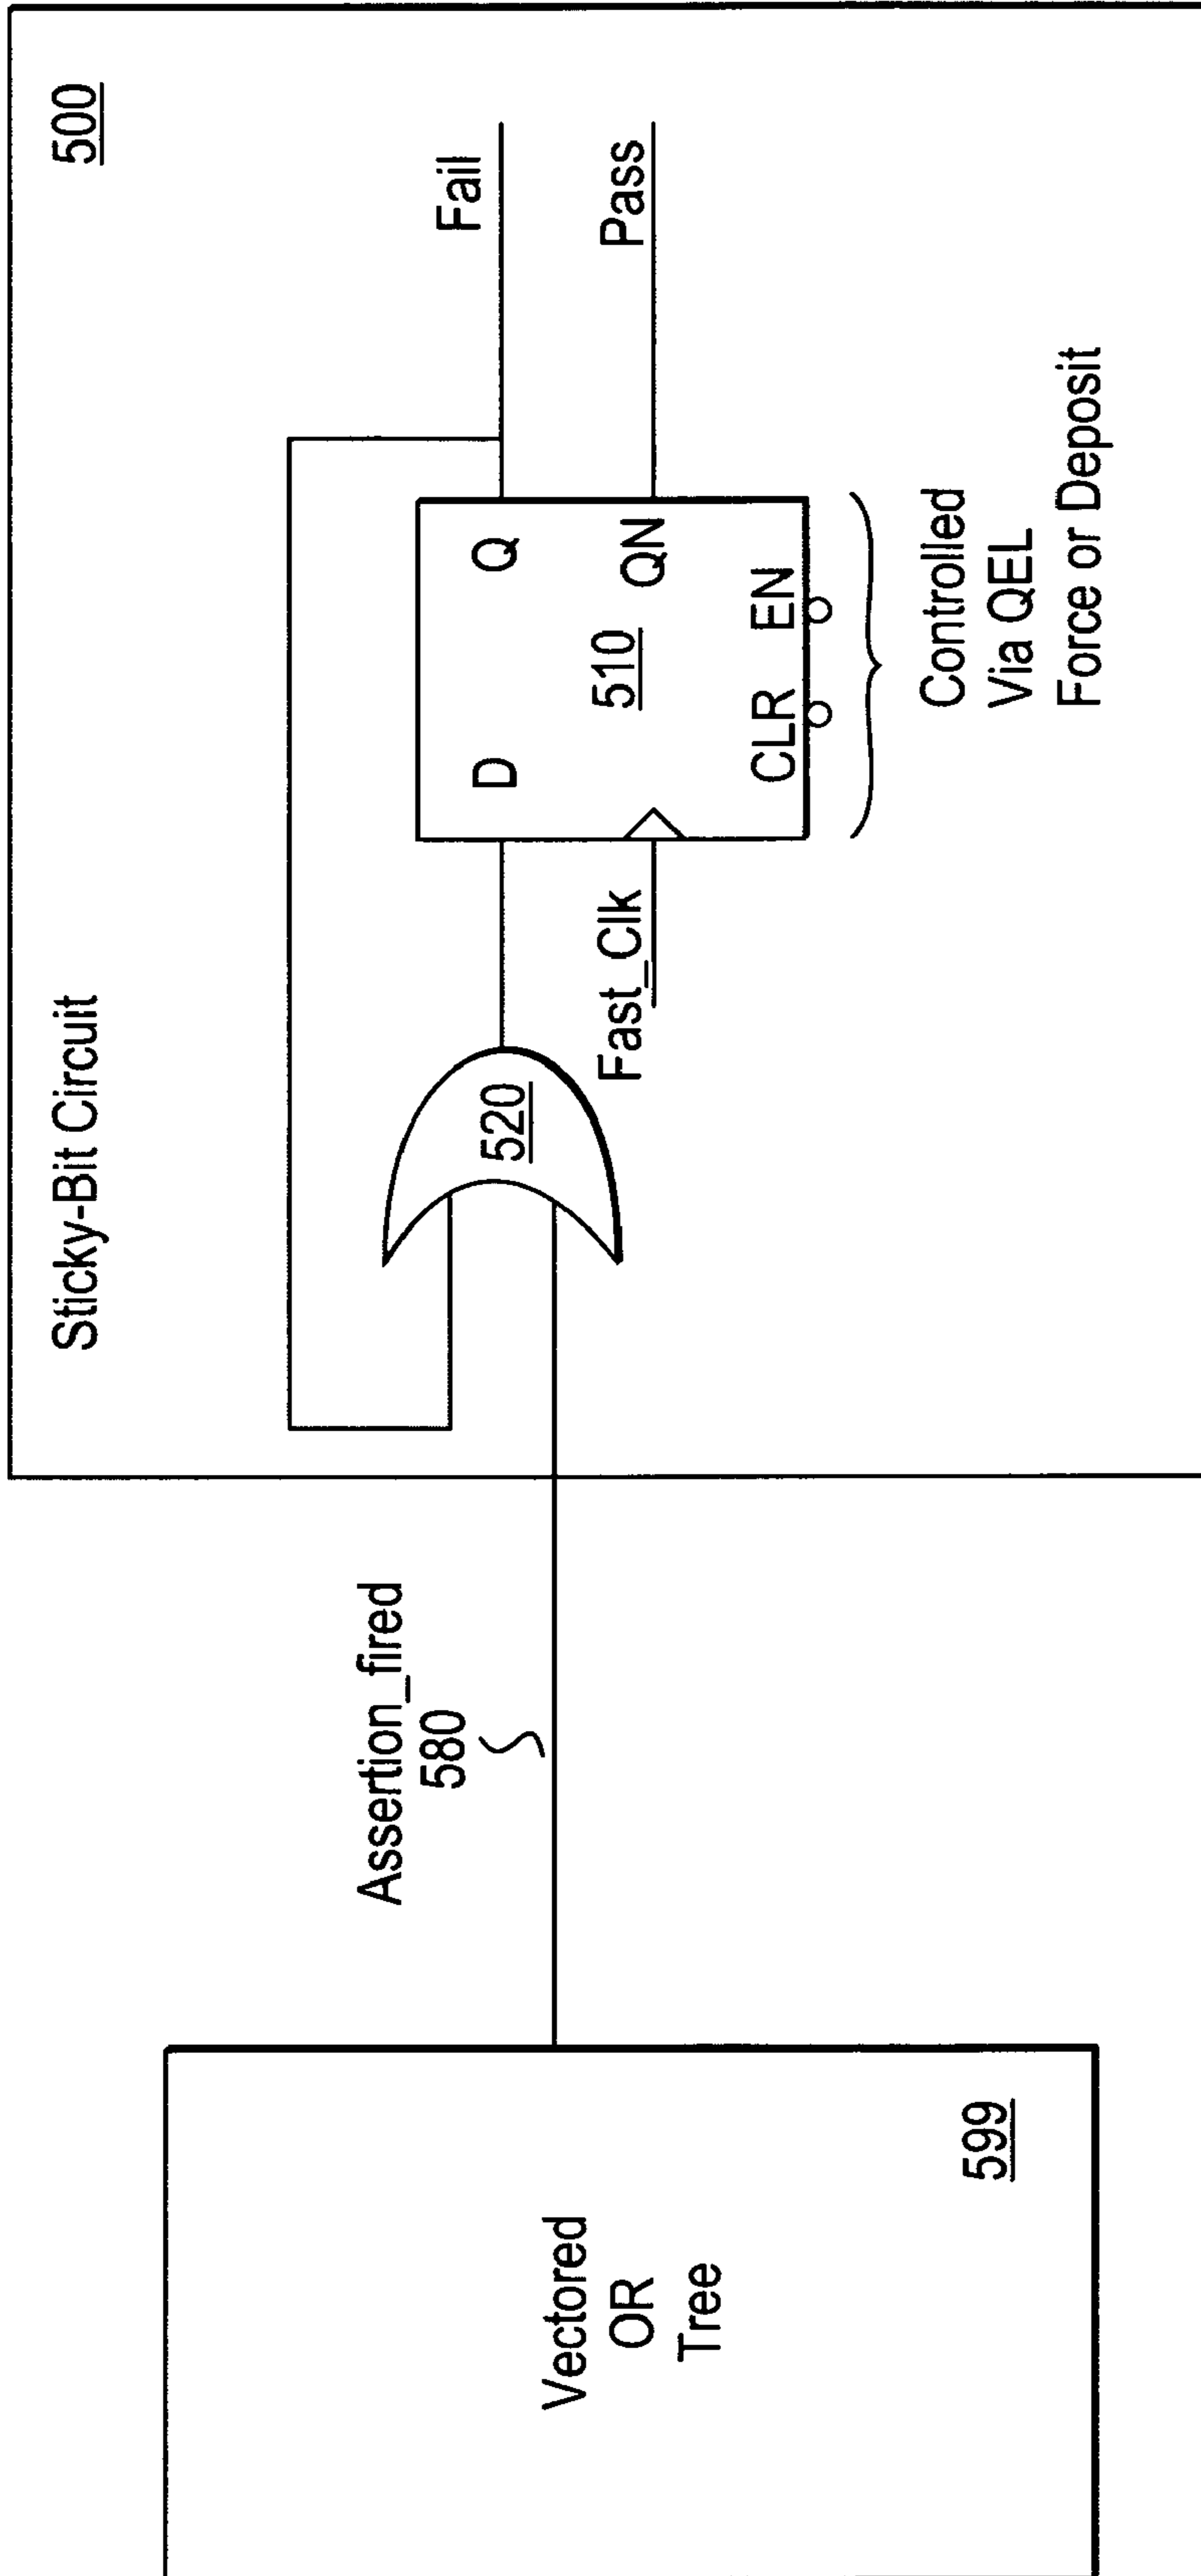 Vectored
OR
Tree
599
Assertion_fired
580
Sticky-Bit Circuit
500
520
Fast_Clk
D
Q
510
QN
CLR
EN
Fail
Pass
Controlled
Via QEL
Force or Deposit